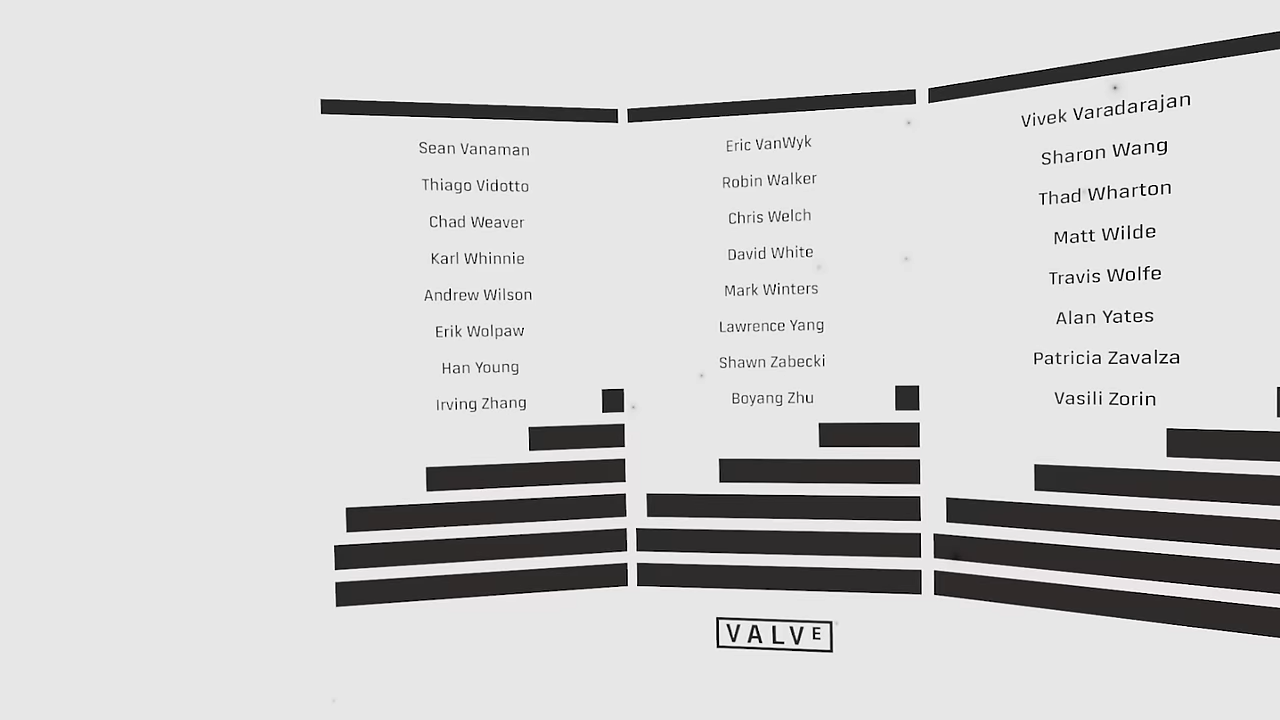 Sean Vanaman
Thiago Vidotto
Chad Weaver
Karl Whinnie
Andrew Wilson
Erik Wolpaw
Han Young
Irving Zhang
Eric VanWyk
Robin Walker
Chris Welch
David White
Mark Winters
Lawrence Yang
Shawn Zabecki
Boyang Zhu
Vivek Varadarajan
Sharon Wang
Thad Wharton
Matt Wilde
Travis Wolfe
Alan Yates
Patricia Zavalza
Vasili Zorin
VALVE